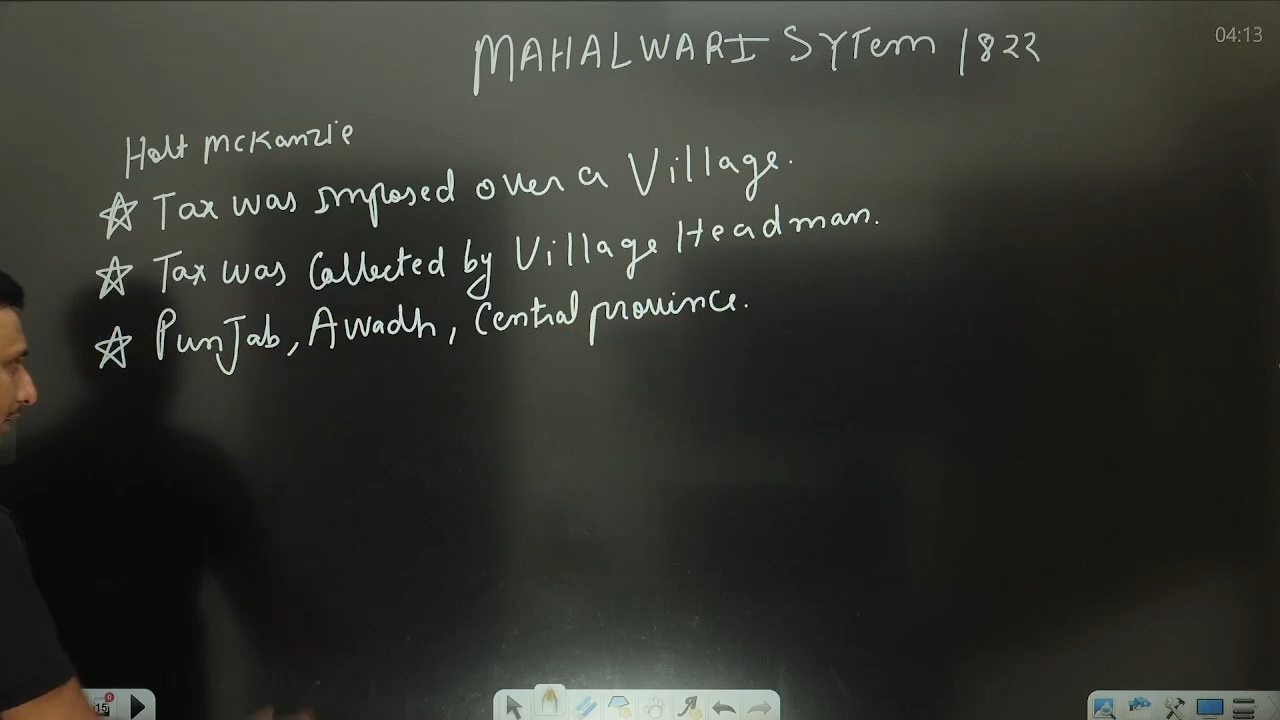 MAHALWARI SYTem 1822
04:13
Holt McKanzie
☆ Tax was Imposed over a Village.
☆ Tax was Collected by Village Headman.
☆ Punjab, Awadh, Central province.